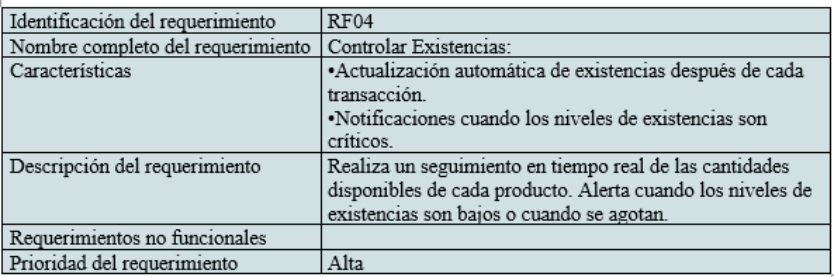 Identificación del requerimiento RF04
Nombre completo del requerimiento Controlar Existencias:
Características •Actualización automática de existencias después de cada
transacción.
•Notificaciones cuando los niveles de existencias son
críticos.
Descripción del requerimiento Realiza un seguimiento en tiempo real de las cantidades
disponibles de cada producto. Alerta cuando los niveles de
existencias son bajos o cuando se agotan.
Requerimientos no funcionales
Prioridad del requerimiento Alta